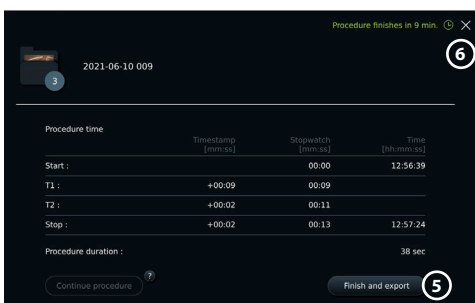 Procedure finishes in 9 min.
6
2021-06-10 009
3
Procedure time
Timestamp [mm:ss] Stopwatch [mm:ss] Time [hh:mm:ss]
Start : 00:00 12:56:39
T1 : +00:09 00:09
T2 : +00:02 00:11
Stop : +00:02 00:13 12:57:24
Procedure duration : 38 sec
Continue procedure ? Finish and export 5